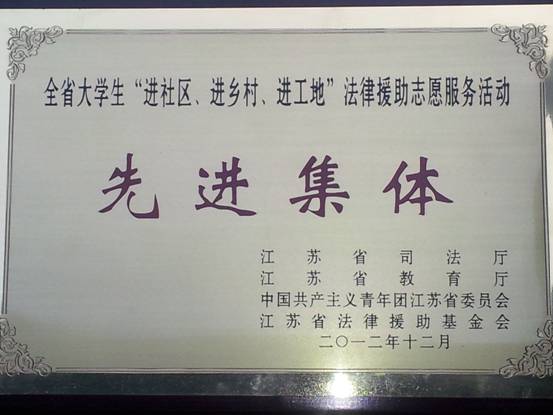 全省大学生“进社区、进乡村、进工地”法律援助志愿服务活动
先进集体
江苏省司法厅
江苏省教育厅
中国共产主义青年团江苏省委员会
江苏省法律援助基金会
二〇一二年十二月